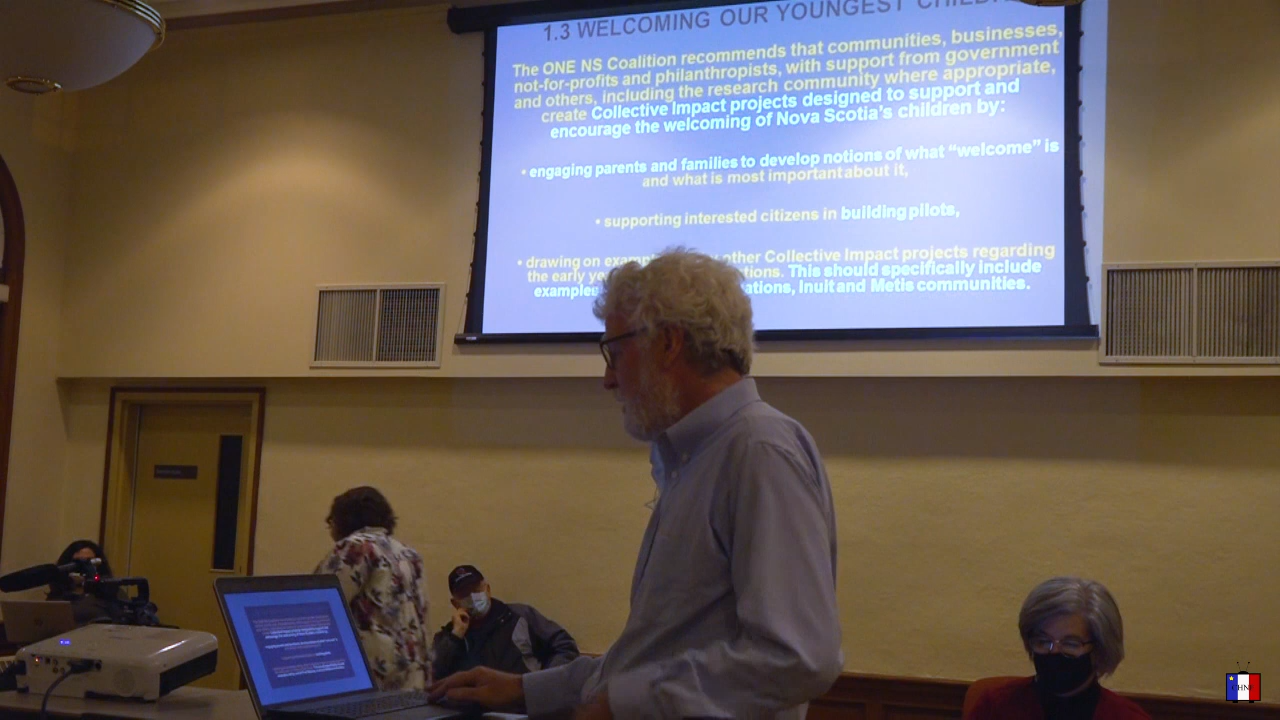 1.3 WELCOMING OUR YOUNGEST
The ONE NS Coalition recommends that communities, businesses,
not-for-profits and philanthropists, with support from government
and others, including the research community where appropriate,
create Collective Impact projects designed to support and
encourage the welcoming of Nova Scotia's children by:
• engaging parents and families to develop notions of what “welcome” is
and what is most important about it,
• supporting interested citizens in building pilots,
• drawing on other Collective Impact projects regarding
the early This should specifically include
Inuit and Metis communities.